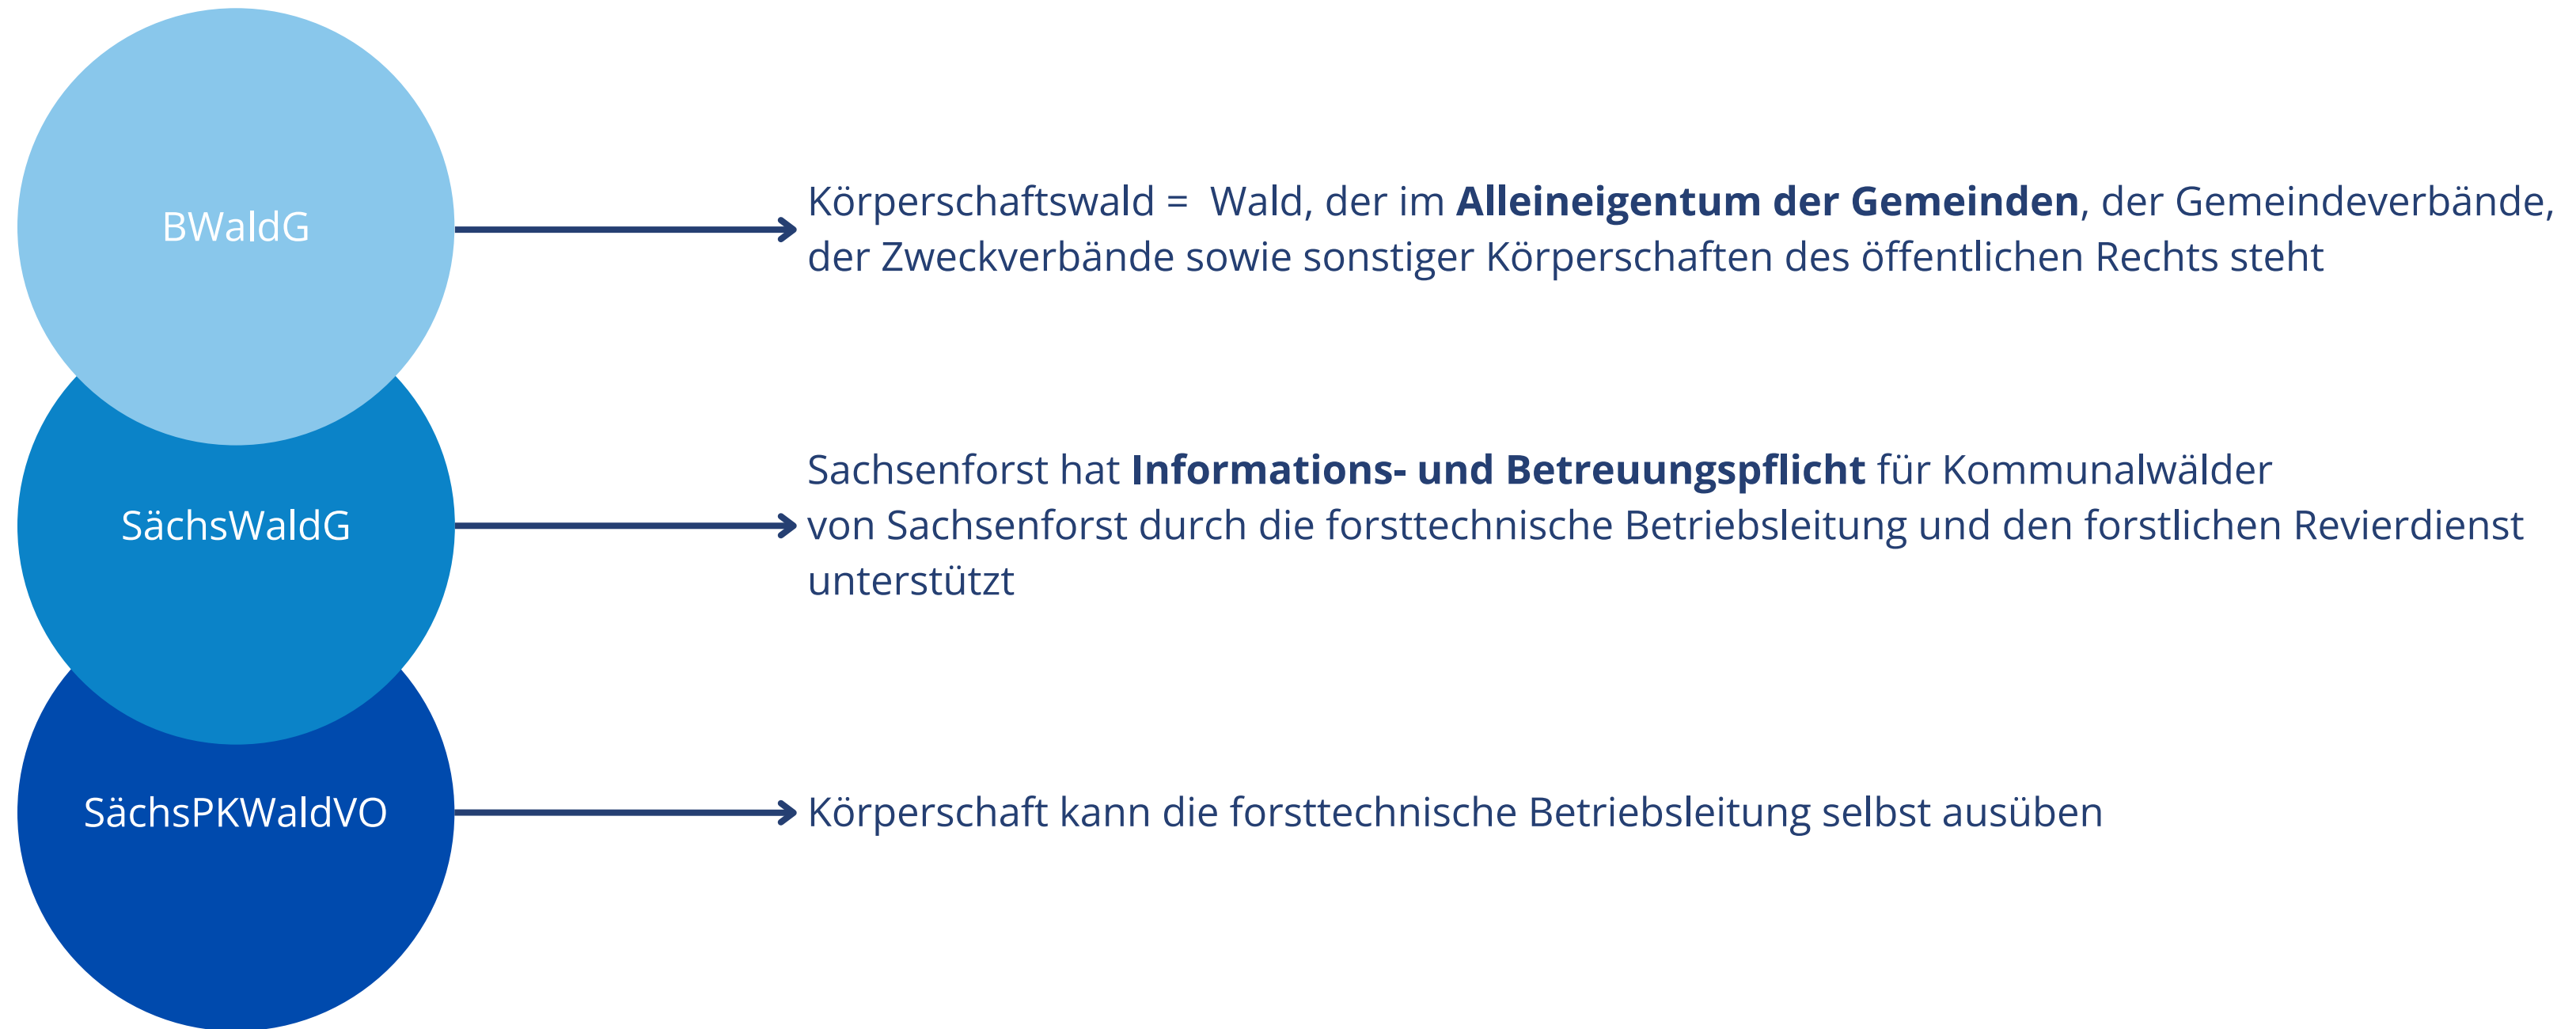 BWaldG
Körperschaftswald =  Wald, der im Alleineigentum der Gemeinden, der Gemeindeverbände,
der Zweckverbände sowie sonstiger Körperschaften des öffentlichen Rechts steht
SächsWaldG
Sachsenforst hat Informations- und Betreuungspflicht für Kommunalwälder
von Sachsenforst durch die forsttechnische Betriebsleitung und den forstlichen Revierdienst
unterstützt
SächsPKWaldVO
Körperschaft kann die forsttechnische Betriebsleitung selbst ausüben